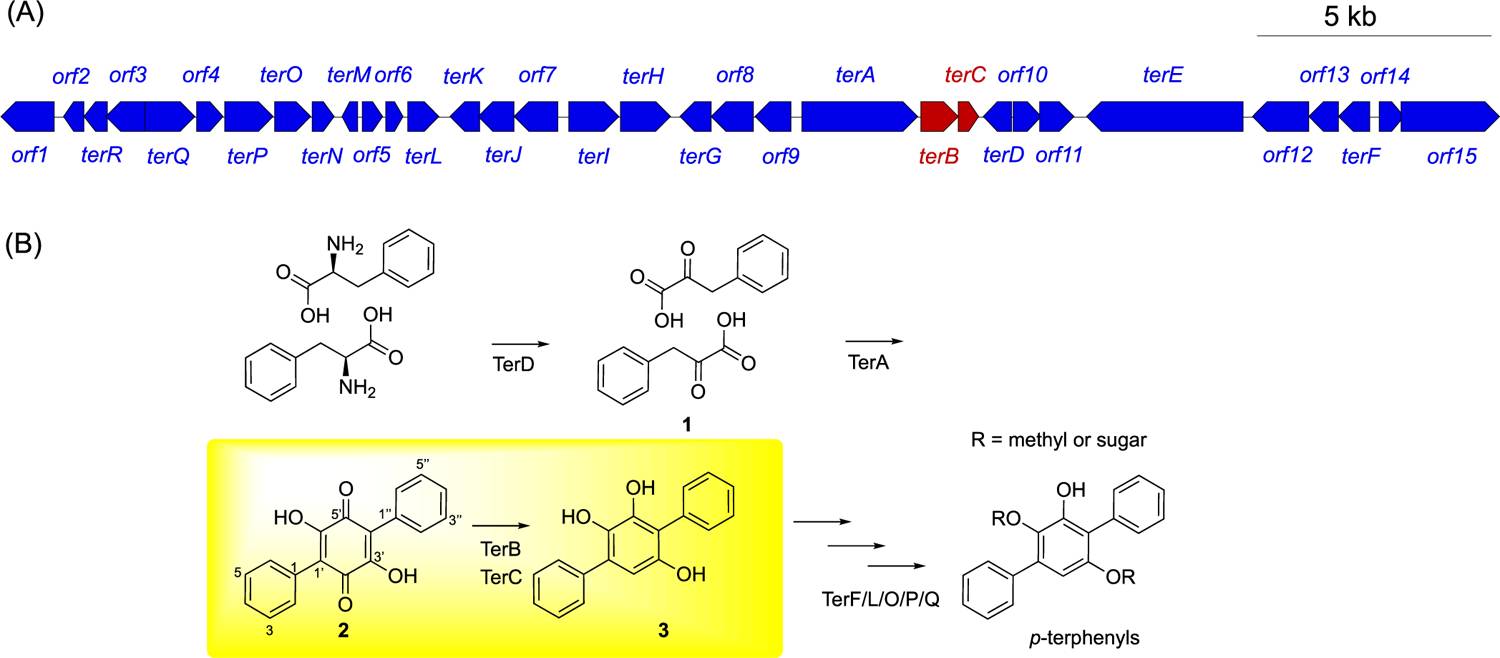 (A)
5 kb
orf2 orf3 orf4 terO terM orf6 terK orf7 terH orf8 terA terC orf10 terE orf13 orf14
orf1 terR terQ terP terN orf5 terL terJ terI terG orf9 terB terD orf11 orf12 terF orf15
(B)
NH2
O
OH
OH
O
NH2
TerD
O
O
OH
OH
O
O
1
TerA
R = methyl or sugar
O
5'
HO
5''
1''
3''
1
1'
3'
OH
O
5
3
2
TerB
TerC
OH
HO
OH
3
TerF/L/O/P/Q
OH
RO
OR
p-terphenyls